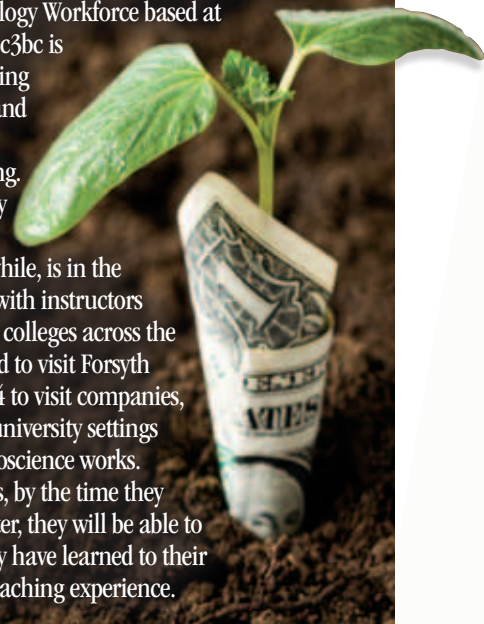 logy Workforce based at
c3bc is
ing
und
ng.
y
hile, is in the
with instructors
colleges across the
d to visit Forsyth
4 to visit companies,
university settings
oscience works.
s, by the time they
ter, they will be able to
y have learned to their
aching experience.
ATES